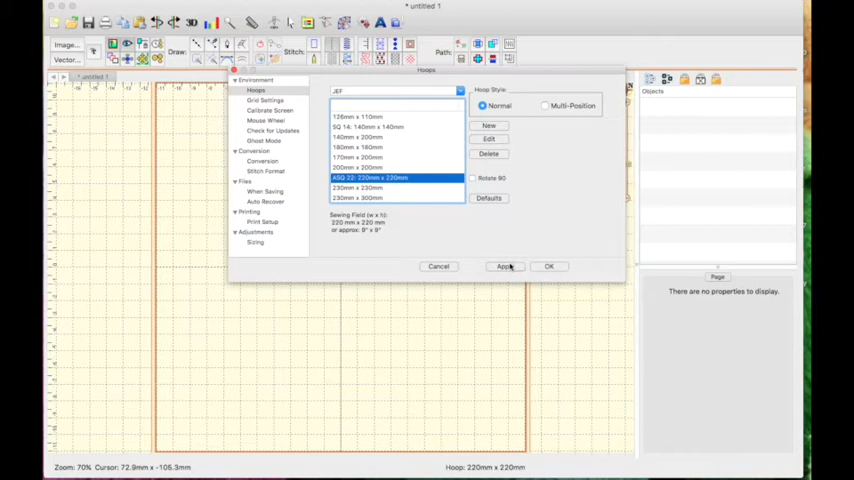 * untitled 1
Image...
Draw:
3D
Stitch:
Path:
Vector...
* untitled 1
Hoops
Environment
Hoops
Grid Settings
Calibrate Screen
Mouse Wheel
Check for Updates
Ghost Mode
Conversion
Conversion
Stitch Format
Files
When Saving
Auto Recover
Printing
Print Setup
Adjustments
Sizing
JEF
126mm x 110mm
SQ 14: 140mm x 140mm
140mm x 200mm
180mm x 180mm
170mm x 200mm
200mm x 200mm
ASQ 22: 220mm x 220mm
230mm x 230mm
230mm x 300mm
Sewing Field (w x h):
220 mm x 220 mm
or approx: 9" x 9"
Hoop Style:
Normal
Multi-Position
New
Edit
Delete
Rotate 90
Defaults
Cancel
Apply
OK
Objects
Page
There are no properties to display.
Zoom: 70% Cursor: 72.9mm x -105.3mm
Hoop: 220mm x 220mm